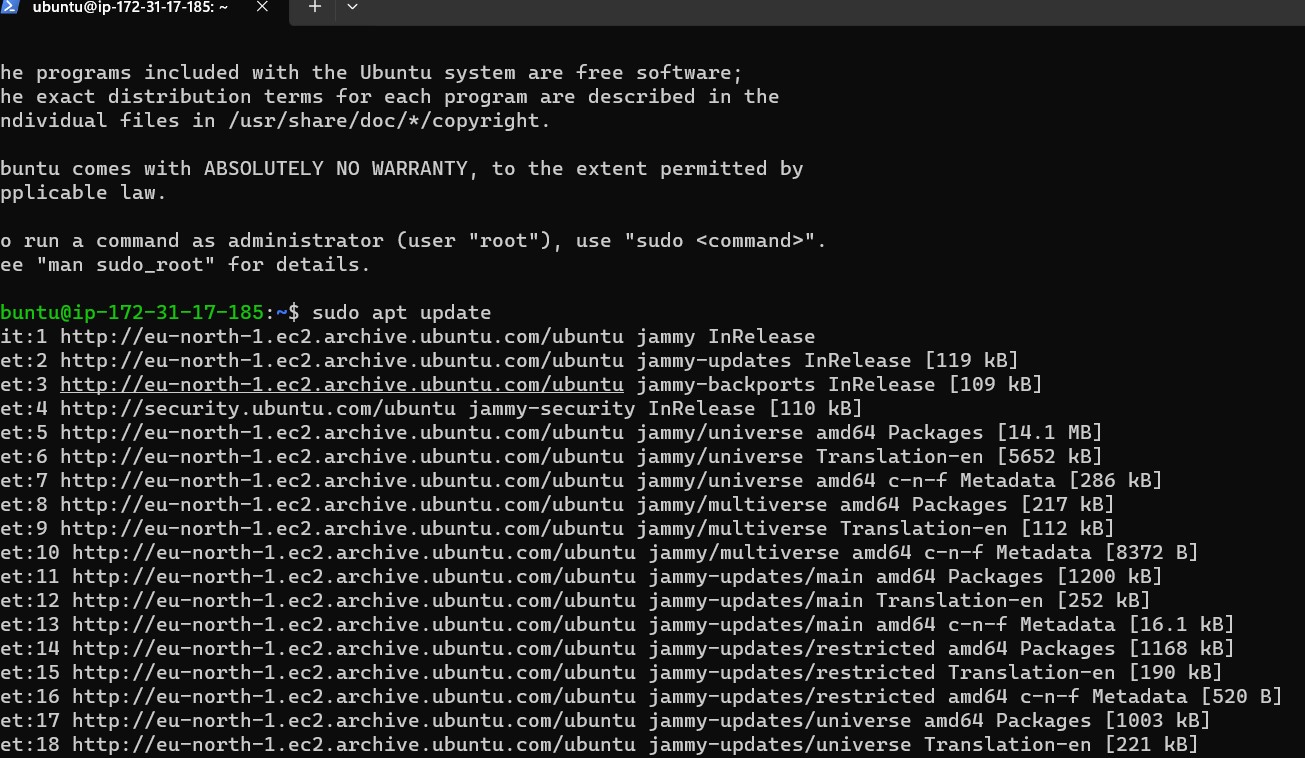 ubuntu@ip-172-31-17-185: ~
he programs included with the Ubuntu system are free software;
he exact distribution terms for each program are described in the
ndividual files in /usr/share/doc/*/copyright.
buntu comes with ABSOLUTELY NO WARRANTY, to the extent permitted by
pplicable law.
o run a command as administrator (user "root"), use "sudo <command>".
ee "man sudo_root" for details.
buntu@ip-172-31-17-185:~$ sudo apt update
it:1 http://eu-north-1.ec2.archive.ubuntu.com/ubuntu jammy InRelease
et:2 http://eu-north-1.ec2.archive.ubuntu.com/ubuntu jammy-updates InRelease [119 kB]
et:3 http://eu-north-1.ec2.archive.ubuntu.com/ubuntu jammy-backports InRelease [109 kB]
et:4 http://security.ubuntu.com/ubuntu jammy-security InRelease [110 kB]
et:5 http://eu-north-1.ec2.archive.ubuntu.com/ubuntu jammy/universe amd64 Packages [14.1 MB]
et:6 http://eu-north-1.ec2.archive.ubuntu.com/ubuntu jammy/universe Translation-en [5652 kB]
et:7 http://eu-north-1.ec2.archive.ubuntu.com/ubuntu jammy/universe amd64 c-n-f Metadata [286 kB]
et:8 http://eu-north-1.ec2.archive.ubuntu.com/ubuntu jammy/multiverse amd64 Packages [217 kB]
et:9 http://eu-north-1.ec2.archive.ubuntu.com/ubuntu jammy/multiverse Translation-en [112 kB]
et:10 http://eu-north-1.ec2.archive.ubuntu.com/ubuntu jammy/multiverse amd64 c-n-f Metadata [8372 B]
et:11 http://eu-north-1.ec2.archive.ubuntu.com/ubuntu jammy-updates/main amd64 Packages [1200 kB]
et:12 http://eu-north-1.ec2.archive.ubuntu.com/ubuntu jammy-updates/main Translation-en [252 kB]
et:13 http://eu-north-1.ec2.archive.ubuntu.com/ubuntu jammy-updates/main amd64 c-n-f Metadata [16.1 kB]
et:14 http://eu-north-1.ec2.archive.ubuntu.com/ubuntu jammy-updates/restricted amd64 Packages [1168 kB]
et:15 http://eu-north-1.ec2.archive.ubuntu.com/ubuntu jammy-updates/restricted Translation-en [190 kB]
et:16 http://eu-north-1.ec2.archive.ubuntu.com/ubuntu jammy-updates/restricted amd64 c-n-f Metadata [520 B]
et:17 http://eu-north-1.ec2.archive.ubuntu.com/ubuntu jammy-updates/universe amd64 Packages [1003 kB]
et:18 http://eu-north-1.ec2.archive.ubuntu.com/ubuntu jammy-updates/universe Translation-en [221 kB]